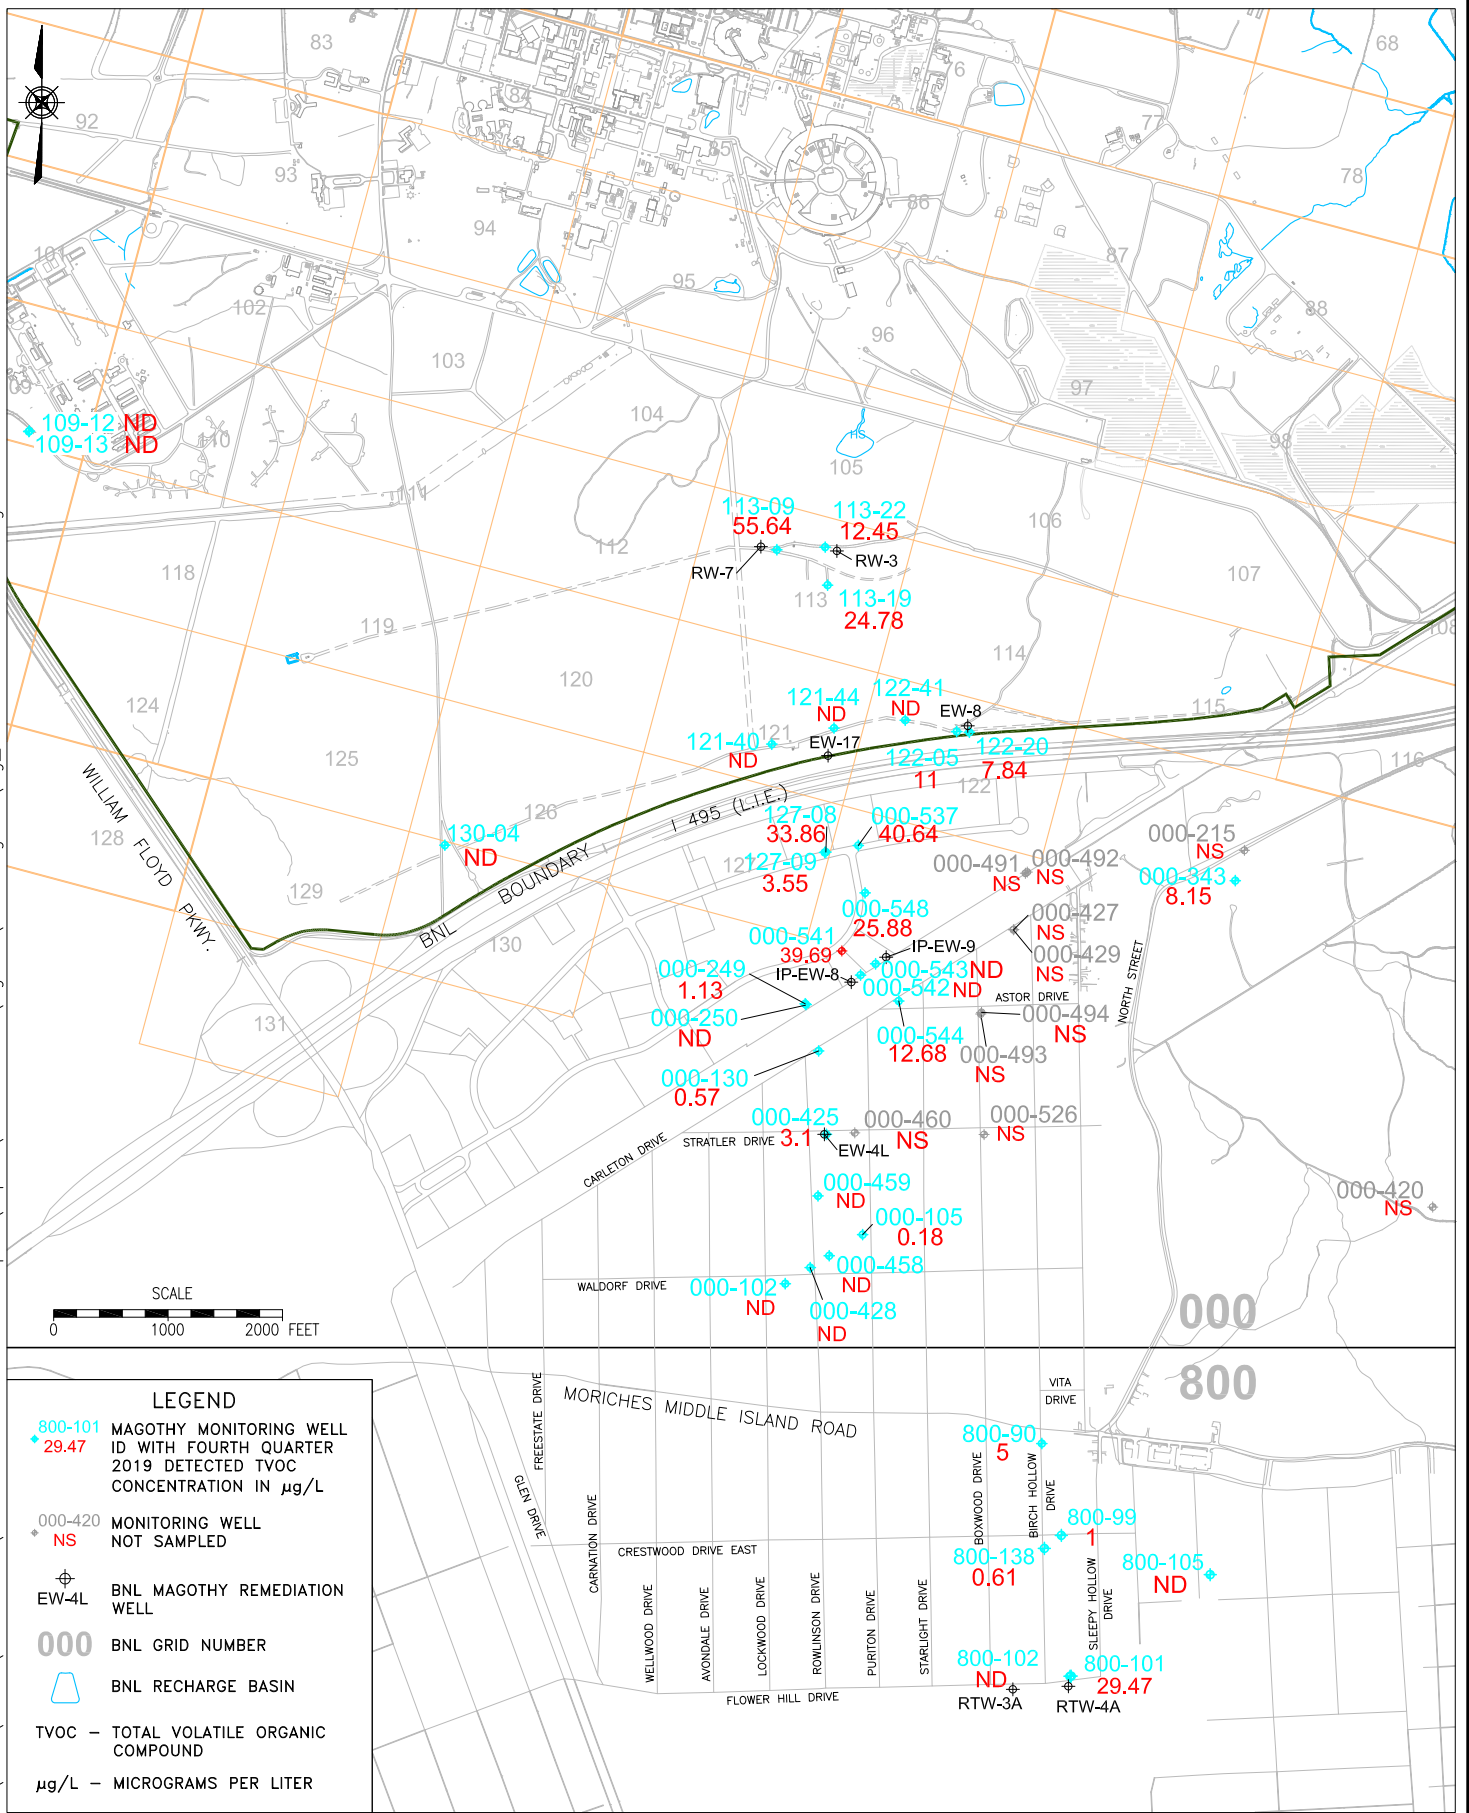 83
68
84
76
92
77
85
93
78
86
94
87
101
95
102
88
96
103
97
109-12 ND
109-13 ND
104
98
110
HS
105
111
113-09
55.64
113-22
12.45
106
112
RW-3
RW-7
118
107
113
113-19
24.78
119
108
114
120
121-44
ND
122-41
ND
124
115
EW-8
121
121-40
ND
EW-17
122-05
11
122-20
7.84
125
116
122
WILLIAM FLOYD PKWY.
I 495 (L.I.E.)
126
127-08
33.86
000-537
40.64
128
130-04
ND
000-215
NS
127
127-09
3.55
000-491
NS
000-492
NS
000-343
8.15
129
BNL BOUNDARY
000-548
25.88
000-427
NS
000-541
39.69
130
IP-EW-9
000-429
NS
000-249
1.13
IP-EW-8
000-543
ND
000-542
ND
NORTH STREET
ASTOR DRIVE
000-250
ND
131
000-494
NS
000-544
12.68
000-493
NS
000-130
0.57
000-425
3.1
000-460
NS
000-526
NS
STRATLER DRIVE
EW-4L
CARLETON DRIVE
000-459
ND
000-420
NS
000-105
0.18
000-458
ND
WALDORF DRIVE
000-102
ND
000-428
ND
SCALE
0 1000 2000 FEET
000
800
LEGEND
800-101
29.47
MAGOTHY MONITORING WELL
ID WITH FOURTH QUARTER
2019 DETECTED TVOC
CONCENTRATION IN µg/L
000-420
NS
MONITORING WELL
NOT SAMPLED
EW-4L
BNL MAGOTHY REMEDIATION
WELL
000 BNL GRID NUMBER
BNL RECHARGE BASIN
TVOC – TOTAL VOLATILE ORGANIC
COMPOUND
µg/L – MICROGRAMS PER LITER
MORICHES MIDDLE ISLAND ROAD
VITA
DRIVE
FREESTATE DRIVE
GLEN DRIVE
800-90
5
BOXWOOD DRIVE
BIRCH HOLLOW
DRIVE
800-99
1
CRESTWOOD DRIVE EAST
800-138
0.61
800-105
ND
CARNATION DRIVE
WELLWOOD DRIVE
AVONDALE DRIVE
LOCKWOOD DRIVE
ROWLINSON DRIVE
PURITON DRIVE
STARLIGHT DRIVE
SLEEPY HOLLOW
DRIVE
800-102
ND
800-101
29.47
FLOWER HILL DRIVE
RTW-3A
RTW-4A